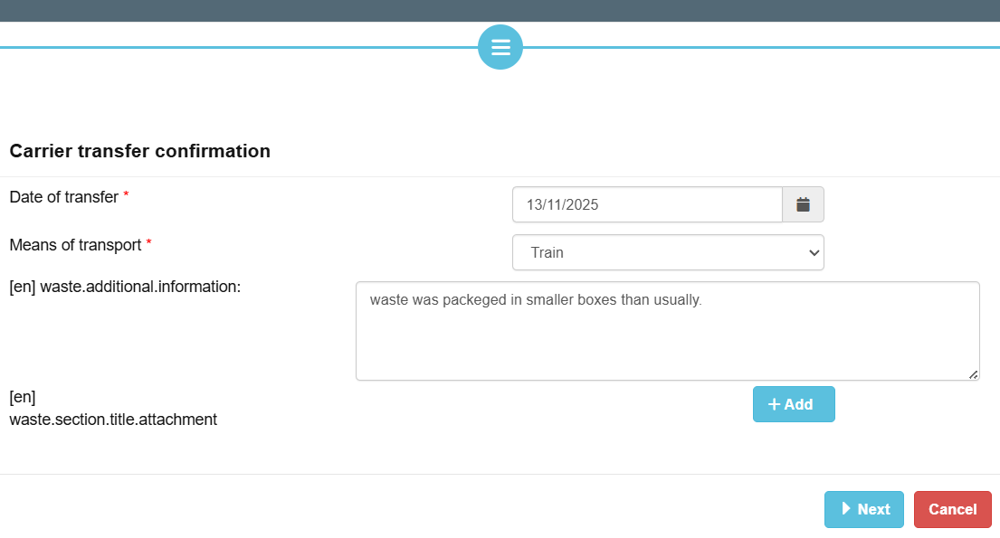 Carrier transfer confirmation
Date of transfer *
13/11/2025
Means of transport *
Train
[en] waste.additional.information:
waste was packeged in smaller boxes than usually.
[en]
waste.section.title.attachment
+ Add
Next
Cancel